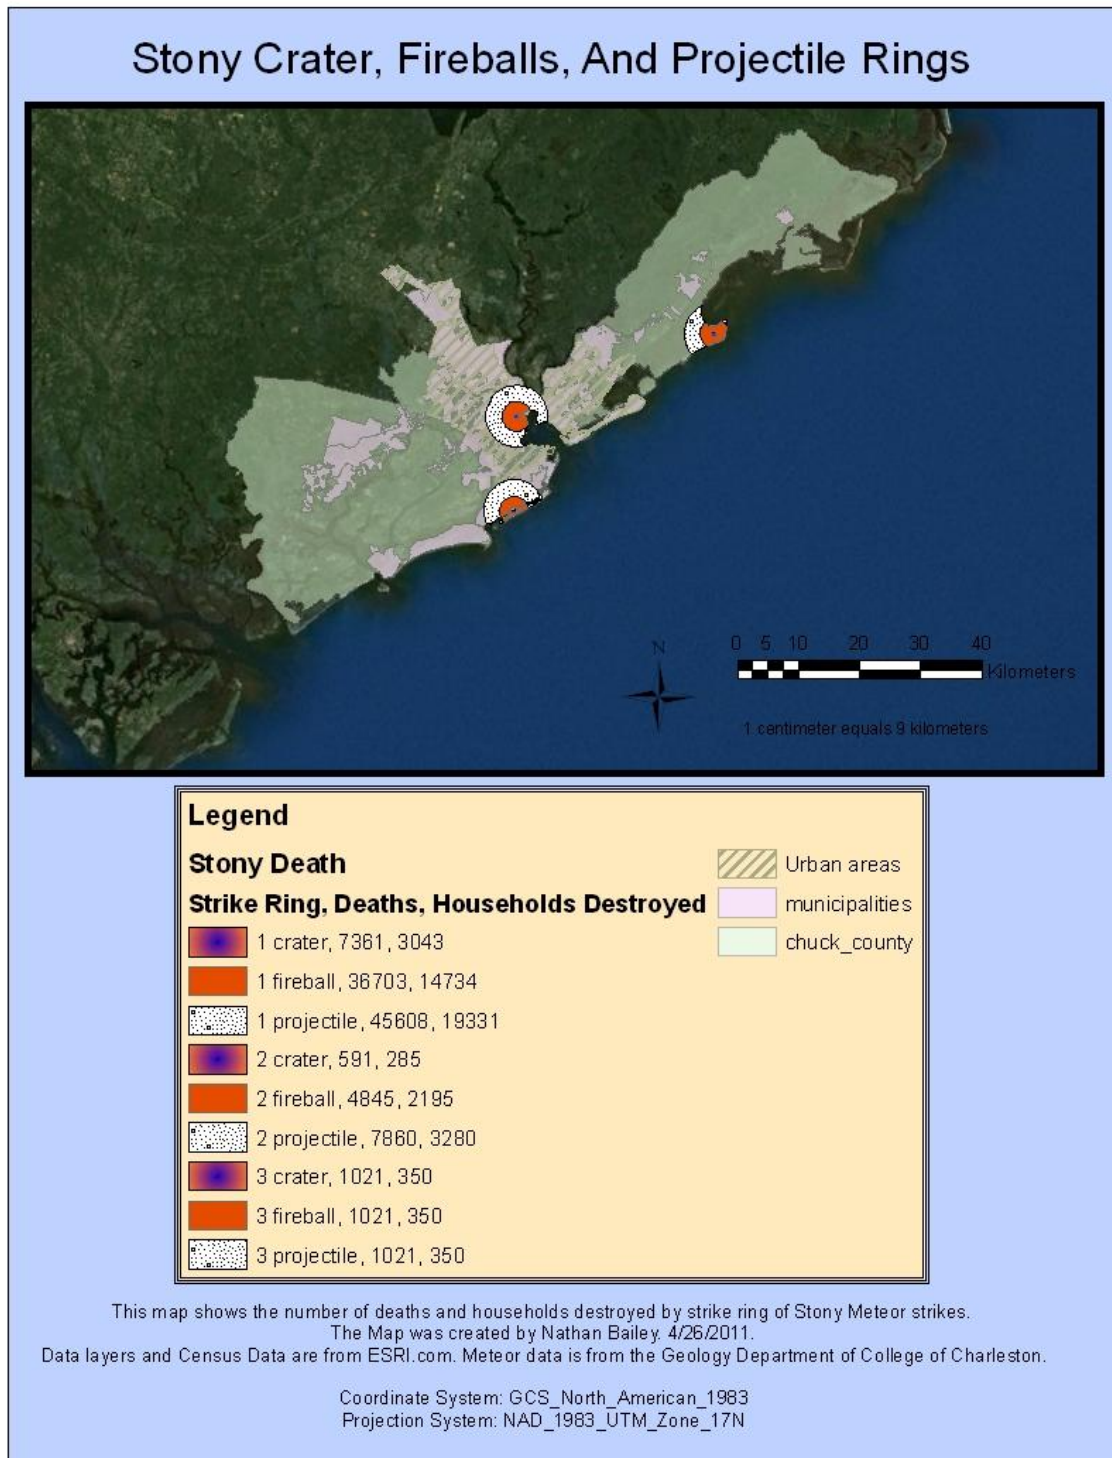 Stony Crater, Fireballs, And Projectile Rings
N
0 5 10 20 30 40
Kilometers
1 centimeter equals 9 kilometers
Legend
Stony Death
Strike Ring, Deaths, Households Destroyed
1 crater, 7361, 3043
1 fireball, 36703, 14734
1 projectile, 45608, 19331
2 crater, 591, 285
2 fireball, 4845, 2195
2 projectile, 7860, 3280
3 crater, 1021, 350
3 fireball, 1021, 350
3 projectile, 1021, 350
Urban areas
municipalities
chuck_county
This map shows the number of deaths and households destroyed by strike ring of Stony Meteor strikes.
The Map was created by Nathan Bailey. 4/26/2011.
Data layers and Census Data are from ESRI.com. Meteor data is from the Geology Department of College of Charleston.
Coordinate System: GCS_North_American_1983
Projection System: NAD_1983_UTM_Zone_17N